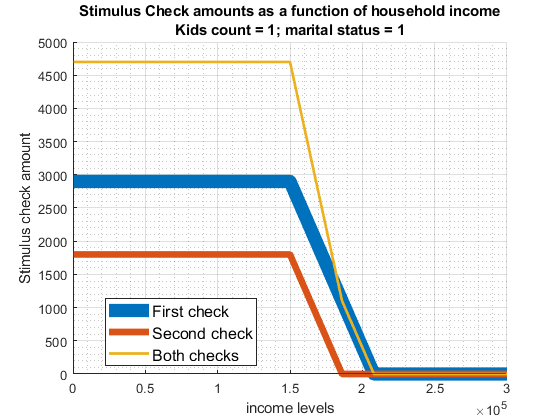 Stimulus Check amounts as a function of household income
Kids count = 1; marital status = 1
5000
4500
4000
3500
3000
2500
2000
1500
1000
500
0
Stimulus check amount
First check
Second check
Both checks
0 0.5 1 1.5 2 2.5 3
×10⁵
income levels